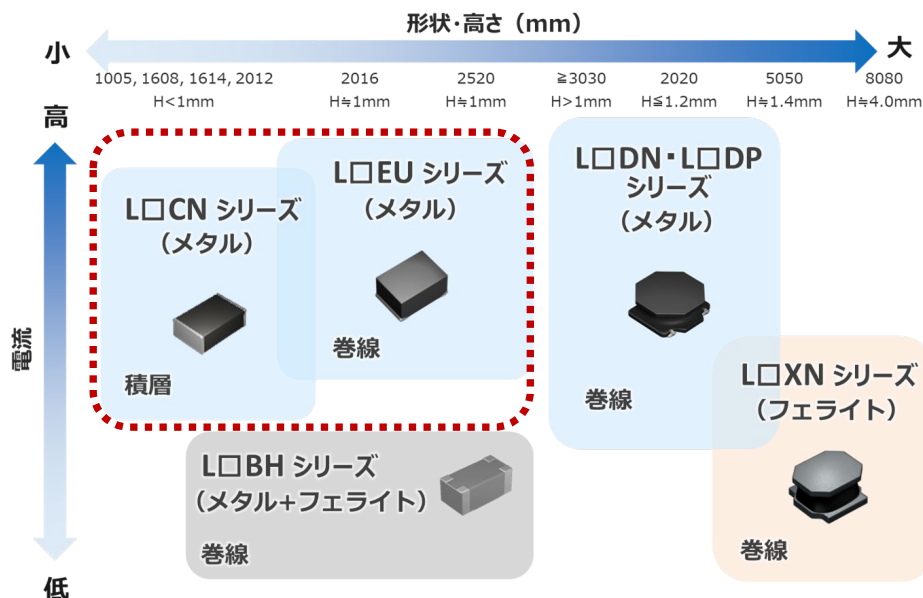 形状・高さ（mm）
小
大
1005, 1608, 1614, 2012
H<1mm
2016
H≒1mm
2520
H≒1mm
≧3030
H>1mm
2020
H≦1.2mm
5050
H≒1.4mm
8080
H≒4.0mm
高
電流
低
L□CN シリーズ
（メタル）
積層
L□EU シリーズ
（メタル）
巻線
L□DN・L□DP
シリーズ
（メタル）
巻線
L□XN シリーズ
（フェライト）
巻線
L□BH シリーズ
（メタル+フェライト）
巻線